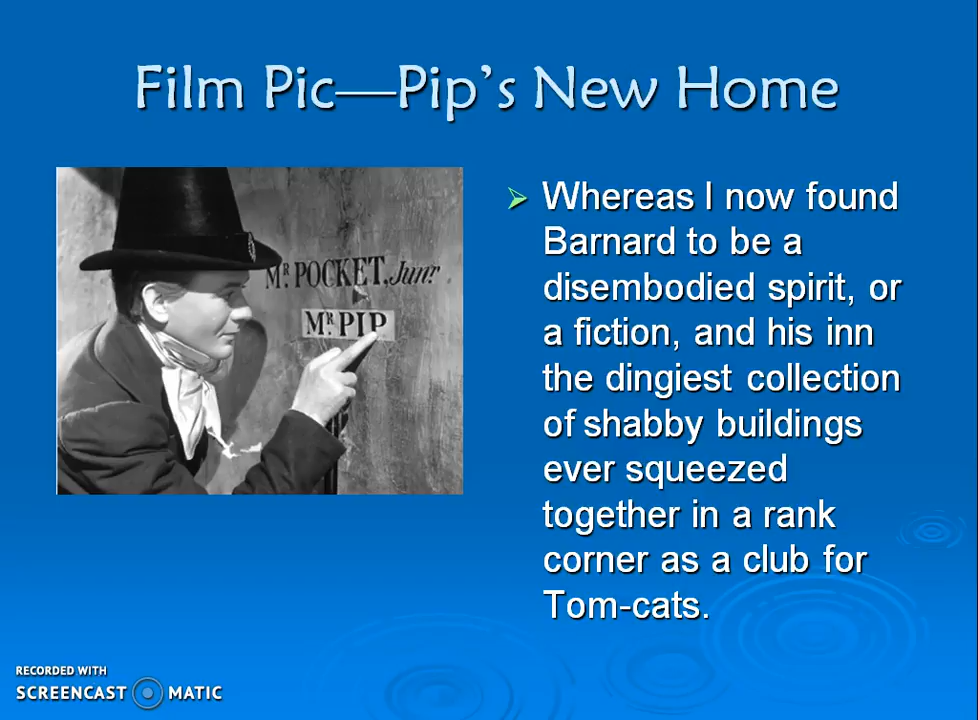 Film Pic—Pip’s New Home
Mr. POCKET, Junr
Mr. PIP
Whereas I now found
Barnard to be a
disembodied spirit, or
a fiction, and his inn
the dingiest collection
of shabby buildings
ever squeezed
together in a rank
corner as a club for
Tom-cats.
RECORDED WITH
SCREENCAST MATIC